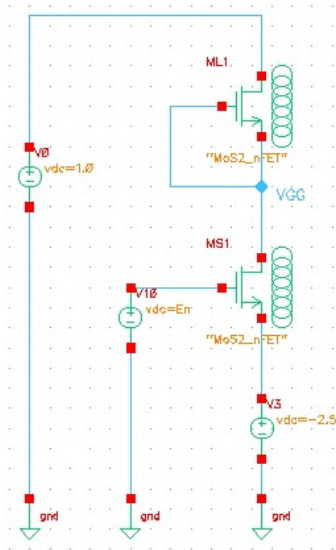 ML1
"MoS2_nFET"
VGG
V0
vdc=1.0
MS1
"MoS2_nFET"
V10
vdc=En
V3
vdc=-2.5
gnd
gnd
gnd